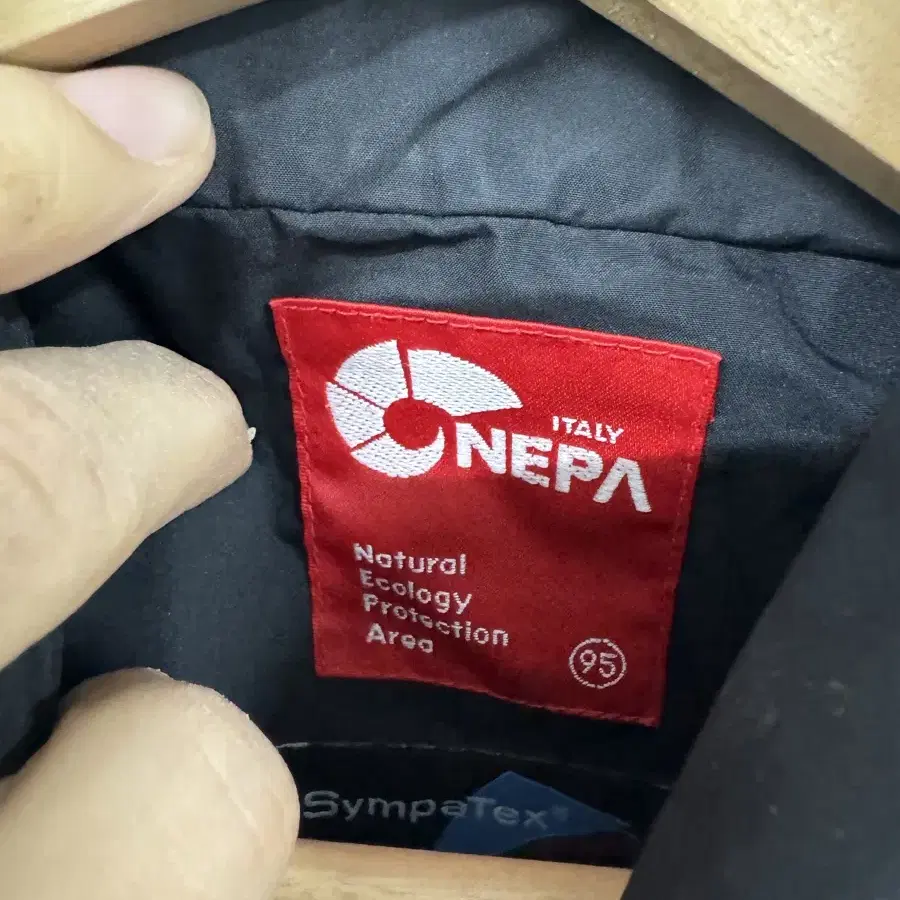 ITALY
NEPA
Natural
Ecology
Protection
Area
95
SympaTex®